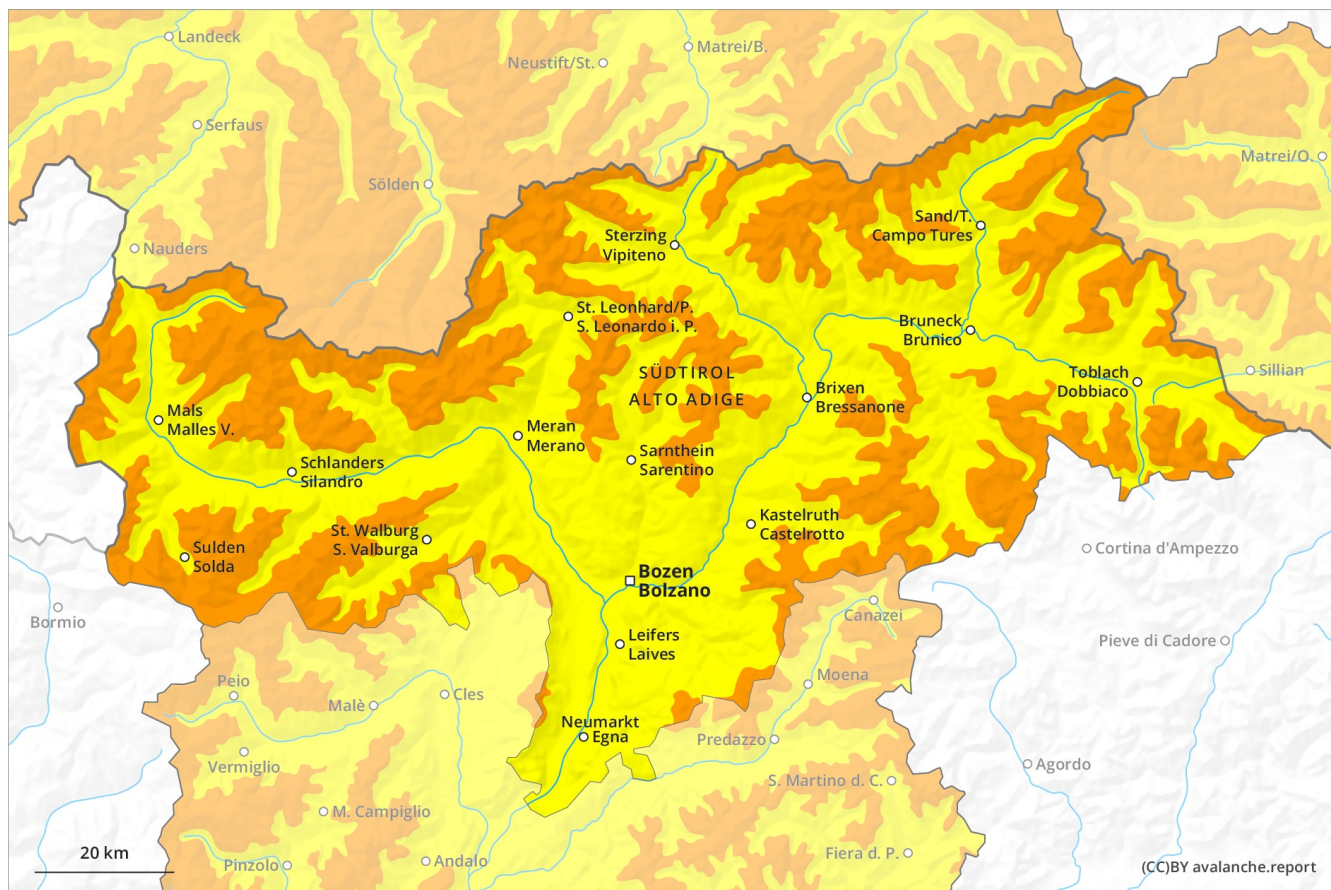 Landeck
Matrei/B.
Neustift/St.
Serfaus
Matrei/O.
Sölden
Sand/T.
Campo Tures
Sterzing
Vipiteno
Nauders
St. Leonhard/P.
S. Leonardo i. P.
Bruneck
Brunico
SÜDTIROL
ALTO ADIGE
Toblach
Dobbiaco
Sillian
Brixen
Bressanone
Mals
Malles V.
Meran
Merano
Sarnthein
Sarentino
Schlanders
Silandro
Kastelruth
Castelrotto
St. Walburg
S. Valburga
Sulden
Solda
Cortina d'Ampezzo
Bozen
Bolzano
Bormio
Canazei
Leifers
Laives
Pieve di Cadore
Peio
Moena
Cles
Malè
Neumarkt
Egna
Predazzo
Vermiglio
Agordo
S. Martino d. C.
M. Campiglio
20 km
Pinzolo
Andalo
Fiera d. P.
(CC)BY avalanche.report